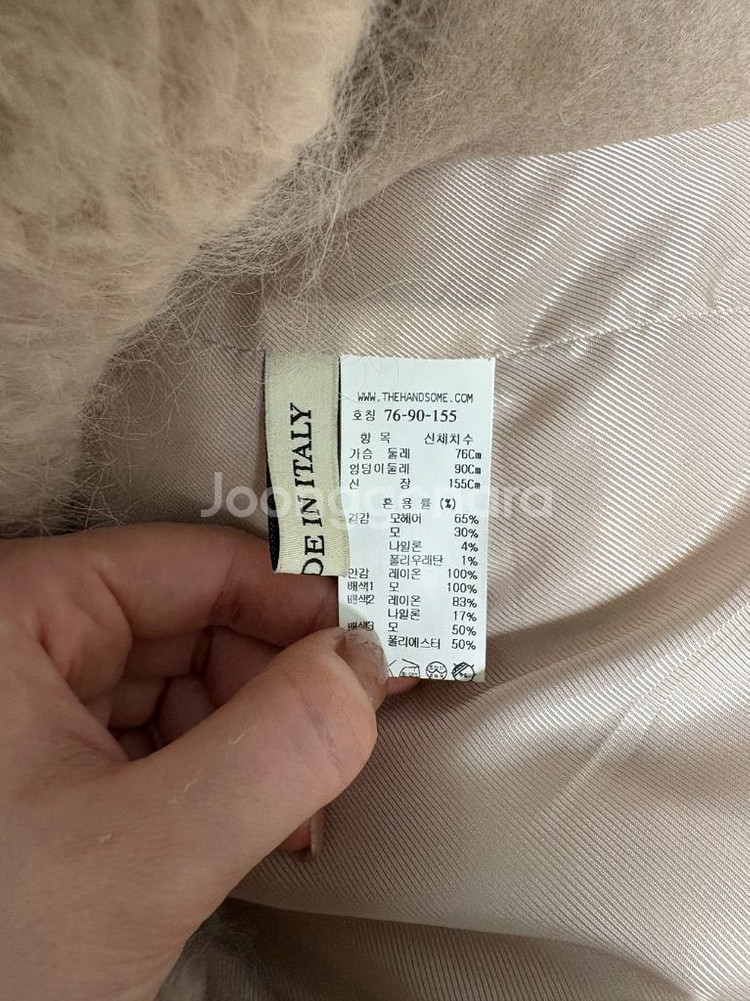 WWW.THEHANDSOME.COM
호칭 76-90-155
항 목 신체치수
가슴 둘레 76Cm
엉덩이둘레 90Cm
신 장 155Cm
혼 용 률 (%)
겉감 모헤어 65%
모 30%
나일론 4%
폴리우레탄 1%
안감 레이온 100%
배색1 모 100%
배색2 레이온 83%
나일론 17%
배색3 모 50%
폴리에스터 50%
DE IN ITALY
Joonggonara